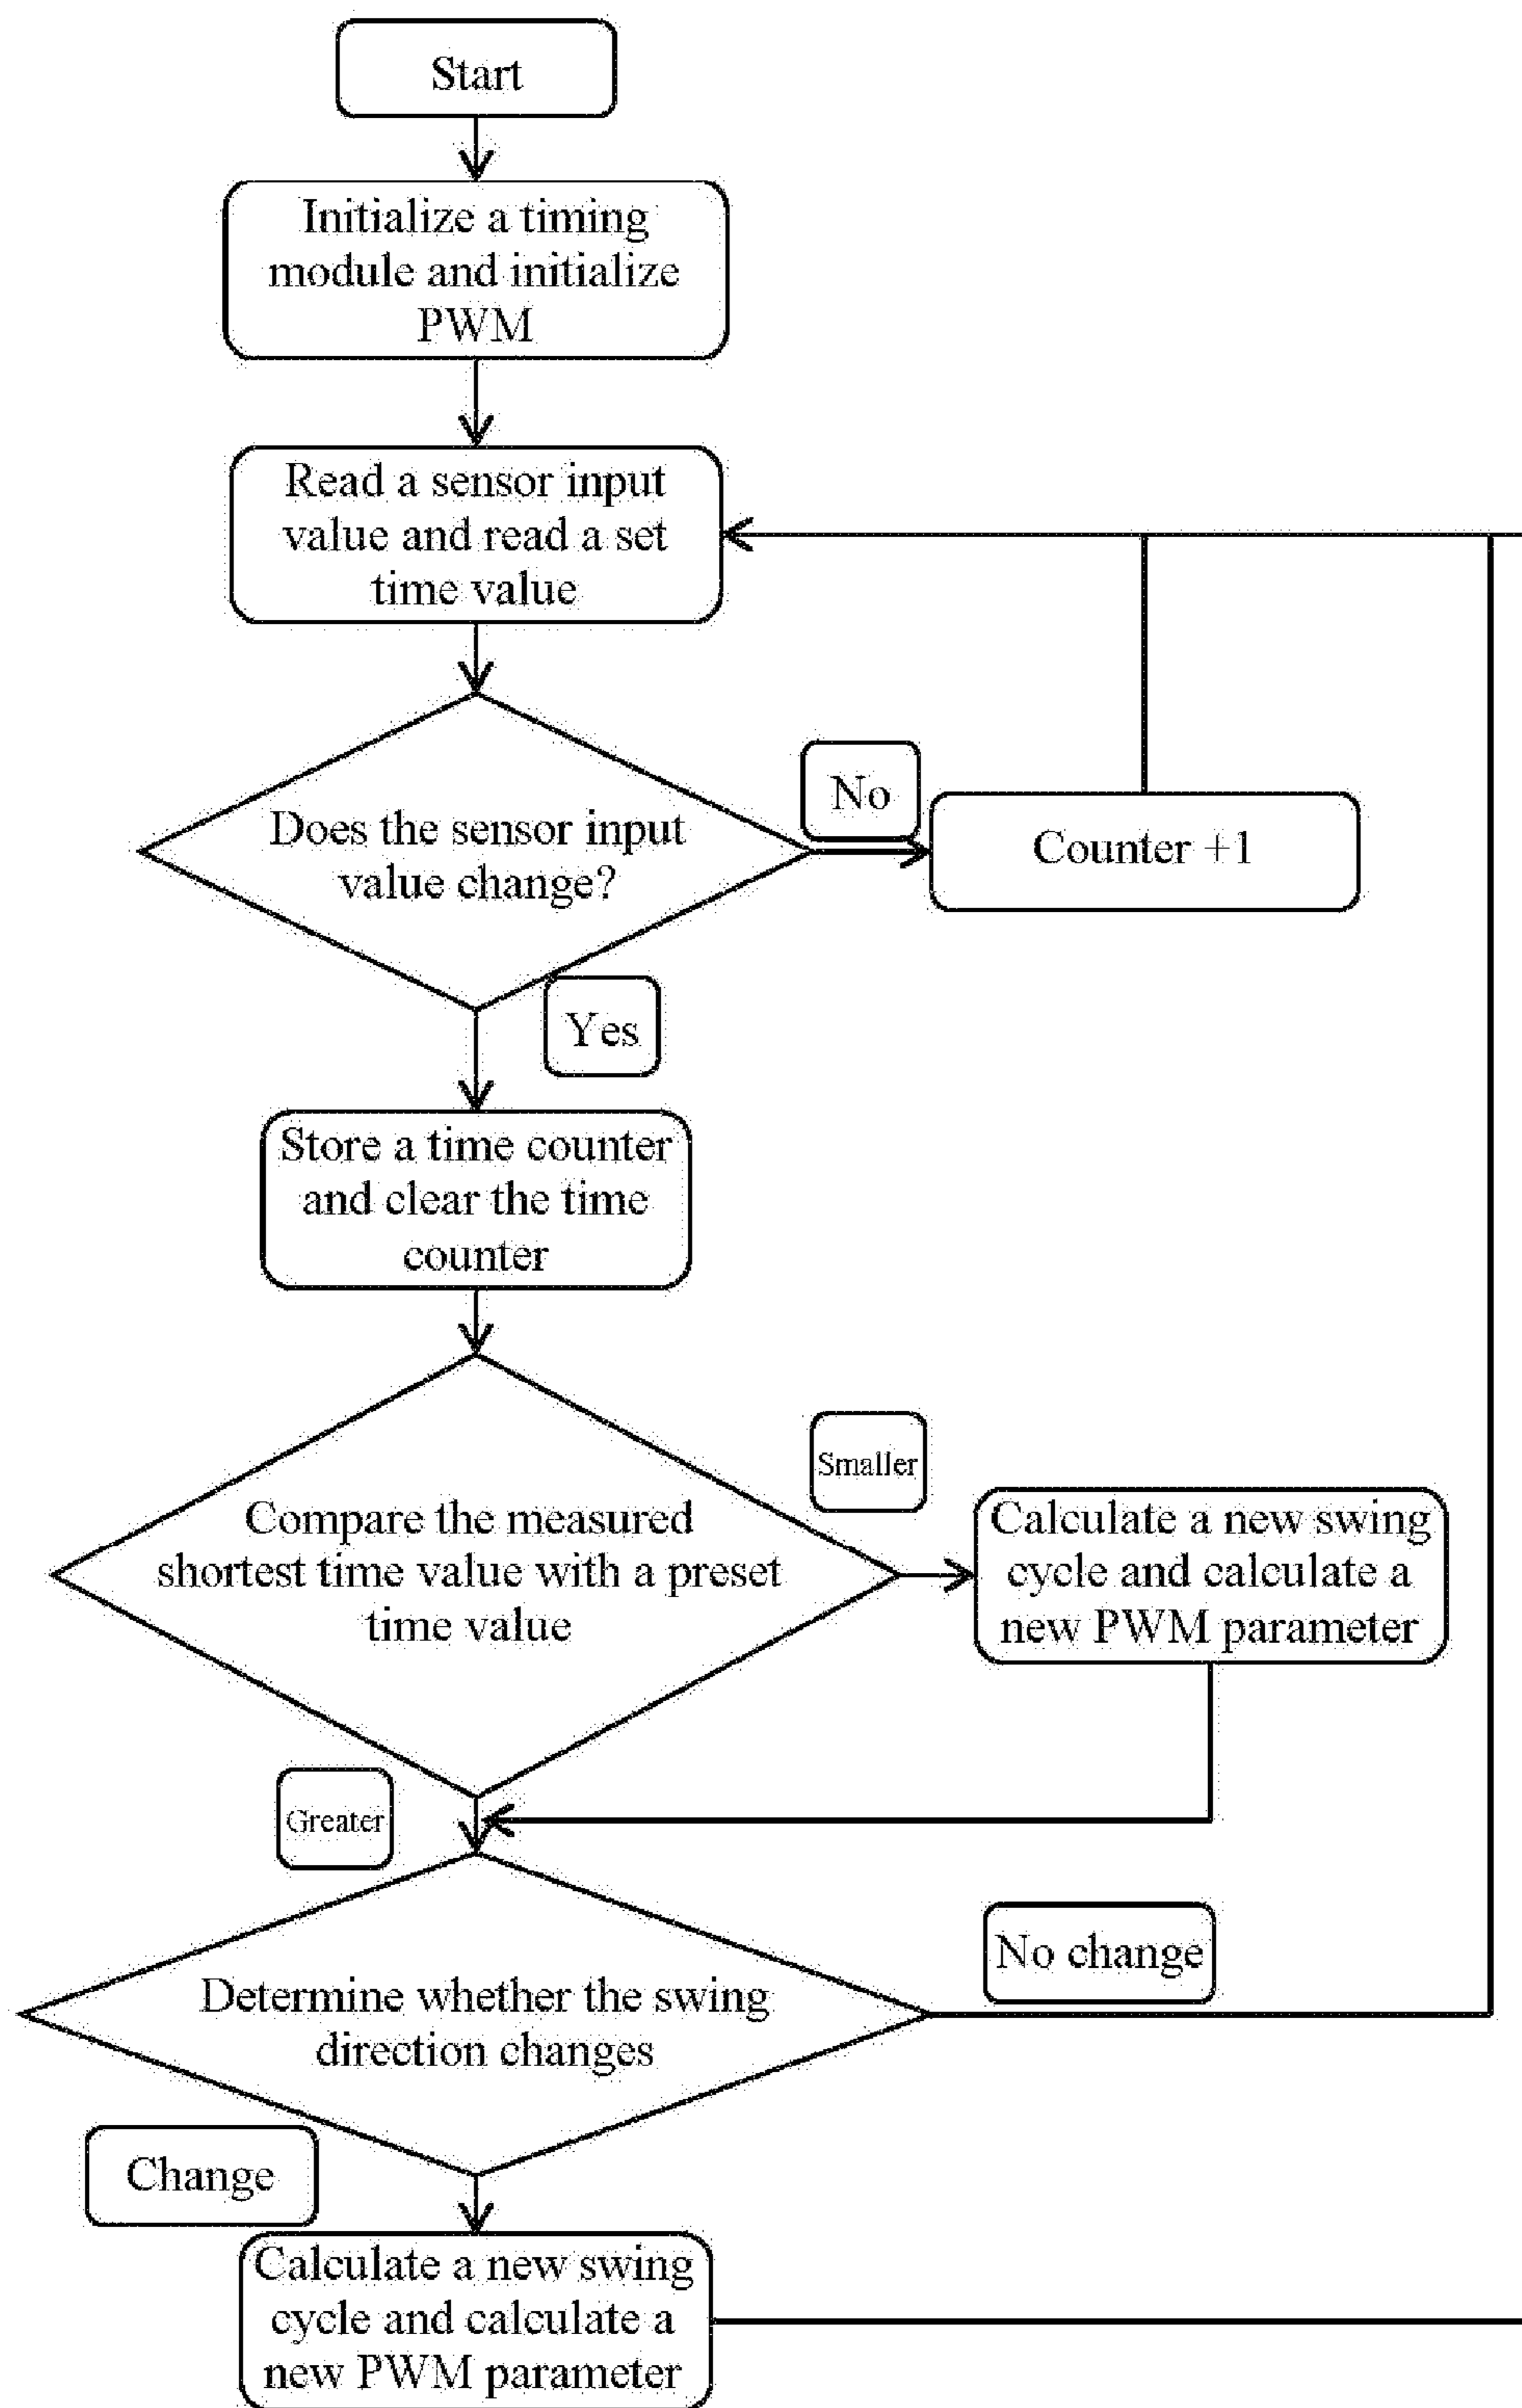 Start
Initialize a timing
module and initialize
PWM
Read a sensor input
value and read a set
time value
Does the sensor input
value change?
No
Counter +1
Yes
Store a time counter
and clear the time
counter
Compare the measured
shortest time value with a preset
time value
Smaller
Calculate a new swing
cycle and calculate a
new PWM parameter
Greater
Determine whether the swing
direction changes
No change
Change
Calculate a new swing
cycle and calculate a
new PWM parameter